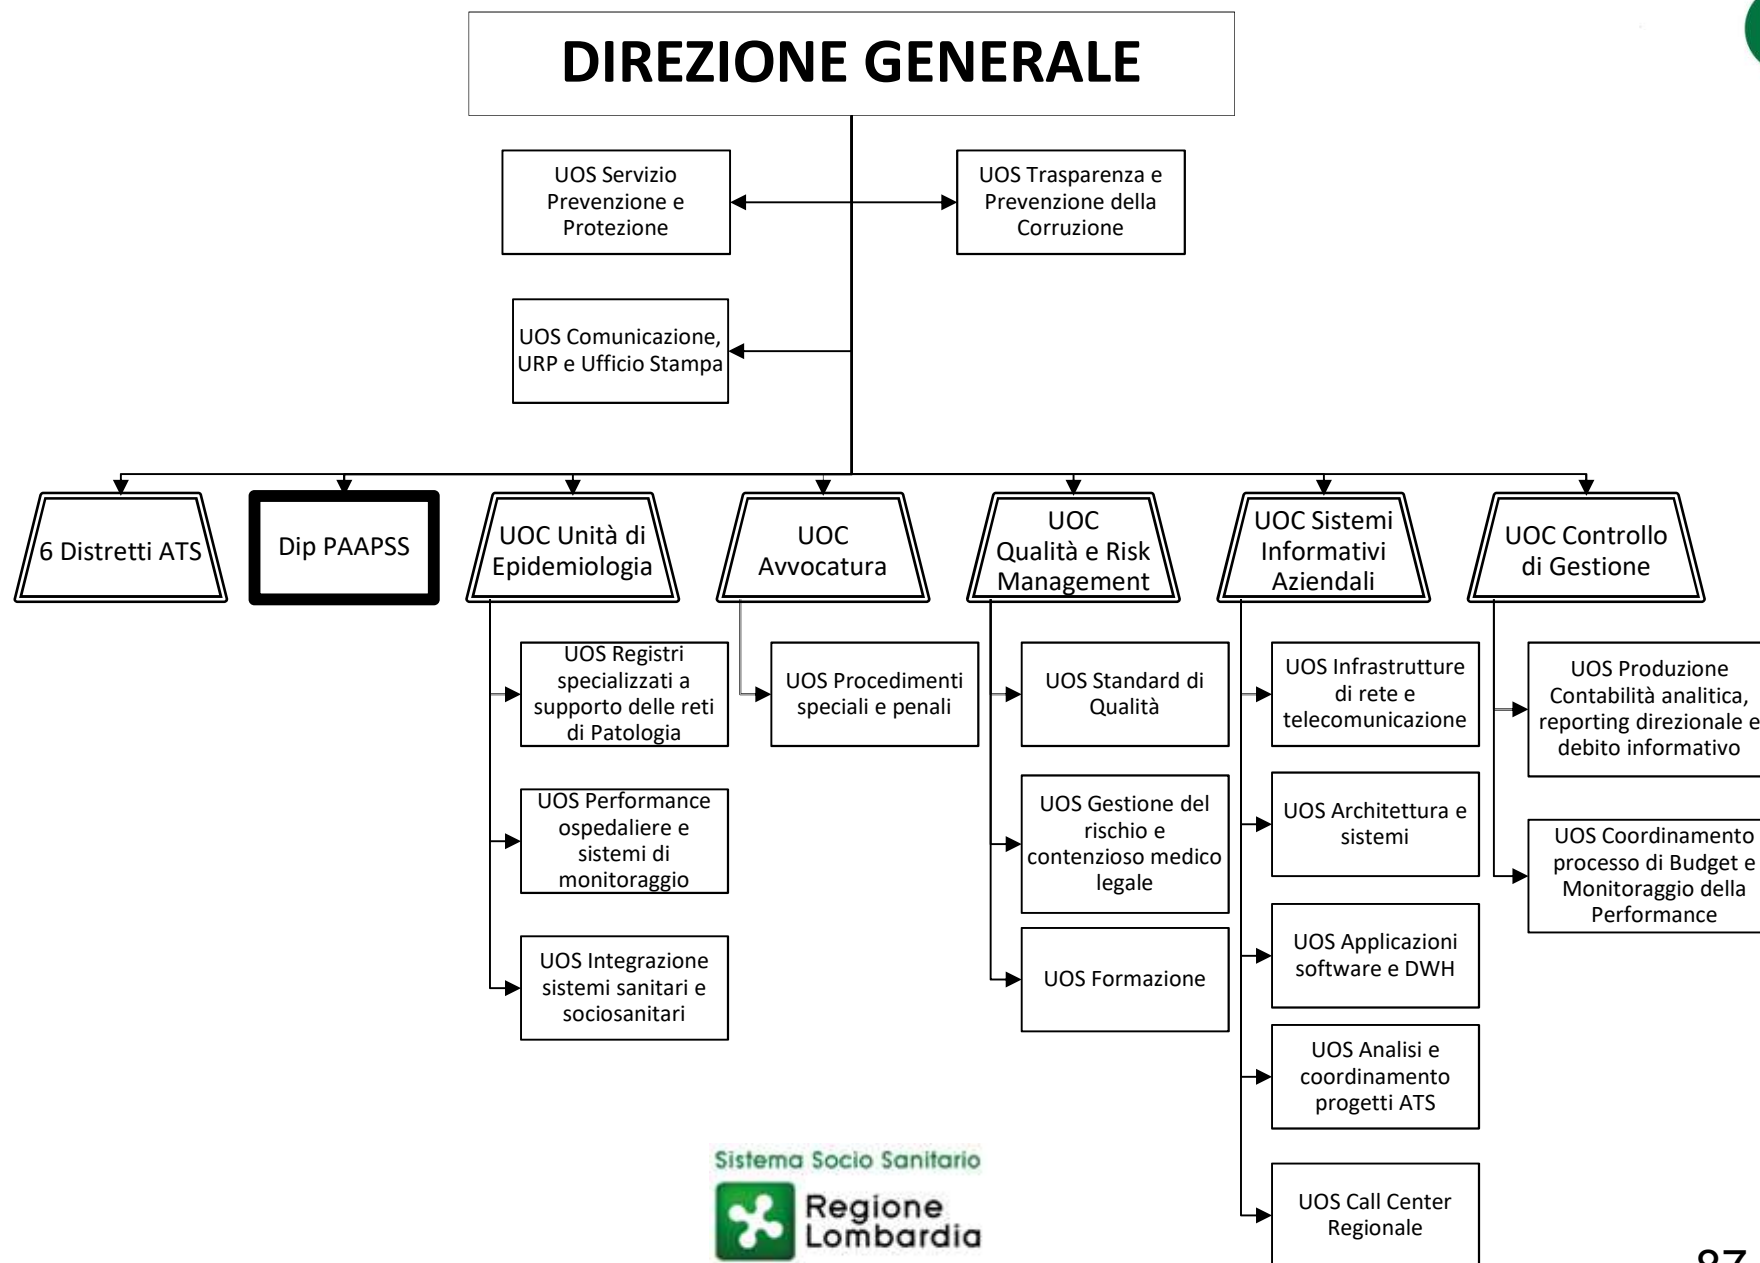 DIREZIONE GENERALE
UOS Servizio
Prevenzione e
Protezione
UOS Trasparenza e
Prevenzione della
Corruzione
UOS Comunicazione,
URP e Ufficio Stampa
6 Distretti ATS
Dip PAAPSS
UOC Unità di
Epidemiologia
UOC
Avvocatura
UOC
Qualità e Risk
Management
UOC Sistemi
Informativi
Aziendali
UOC Controllo
di Gestione
UOS Registri
specializzati a
supporto delle reti
di Patologia
UOS Performance
ospedaliere e
sistemi di
monitoraggio
UOS Integrazione
sistemi sanitari e
sociosanitari
UOS Procedimenti
speciali e penali
UOS Standard di
Qualità
UOS Gestione del
rischio e
contenzioso medico
legale
UOS Formazione
UOS Infrastrutture
di rete e
telecomunicazione
UOS Architettura e
sistemi
UOS Applicazioni
software e DWH
UOS Analisi e
coordinamento
progetti ATS
UOS Call Center
Regionale
UOS Produzione
Contabilità analitica,
reporting direzionale e
debito informativo
UOS Coordinamento
processo di Budget e
Monitoraggio della
Performance
Sistema Socio Sanitario
Regione
Lombardia
87